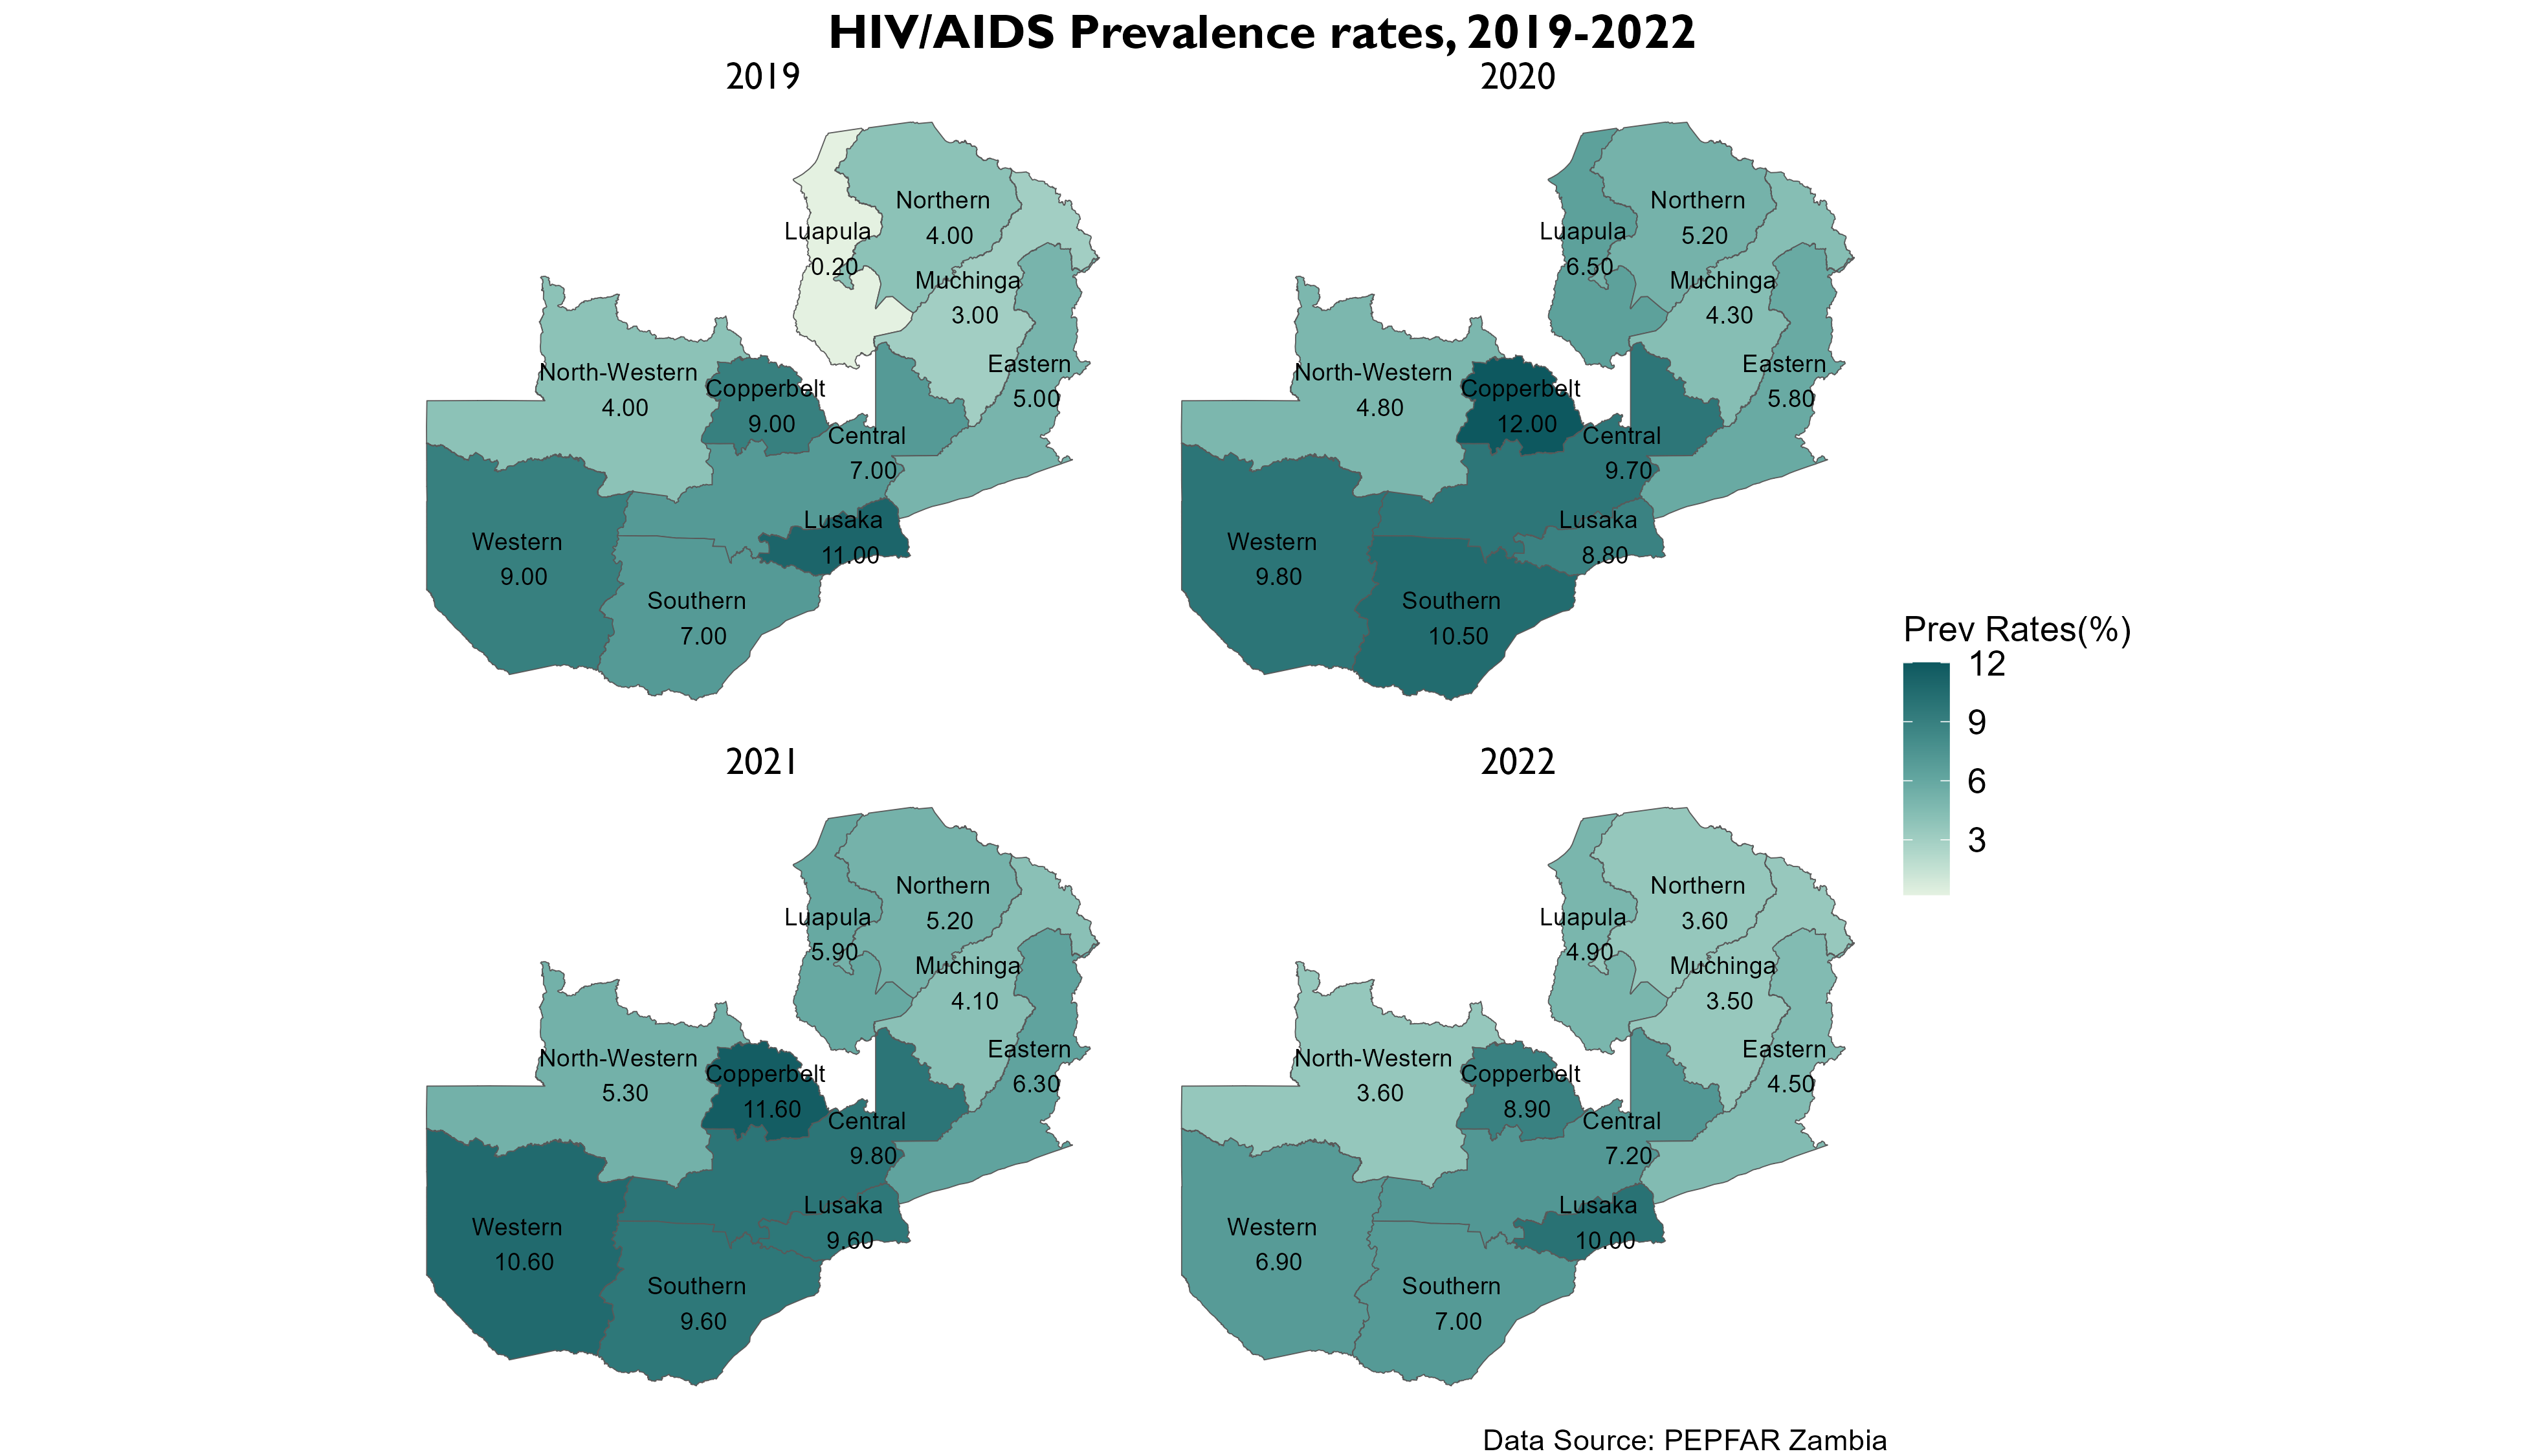 HIV/AIDS Prevalence rates, 2019-2022
2019
Northern
4.00
Luapula
0.20
Muchinga
3.00
Eastern
5.00
North-Western
4.00
Copperbelt
9.00
Central
7.00
Lusaka
11.00
Western
9.00
Southern
7.00
2020
Northern
5.20
Luapula
6.50
Muchinga
4.30
Eastern
5.80
North-Western
4.80
Copperbelt
12.00
Central
9.70
Lusaka
8.80
Western
9.80
Southern
10.50
Prev Rates(%)
12
9
6
3
2021
Northern
5.20
Luapula
5.90
Muchinga
4.10
Eastern
6.30
North-Western
5.30
Copperbelt
11.60
Central
9.80
Lusaka
9.60
Western
10.60
Southern
9.60
2022
Northern
3.60
Luapula
4.90
Muchinga
3.50
Eastern
4.50
North-Western
3.60
Copperbelt
8.90
Central
7.20
Lusaka
10.00
Western
6.90
Southern
7.00
Data Source: PEPFAR Zambia